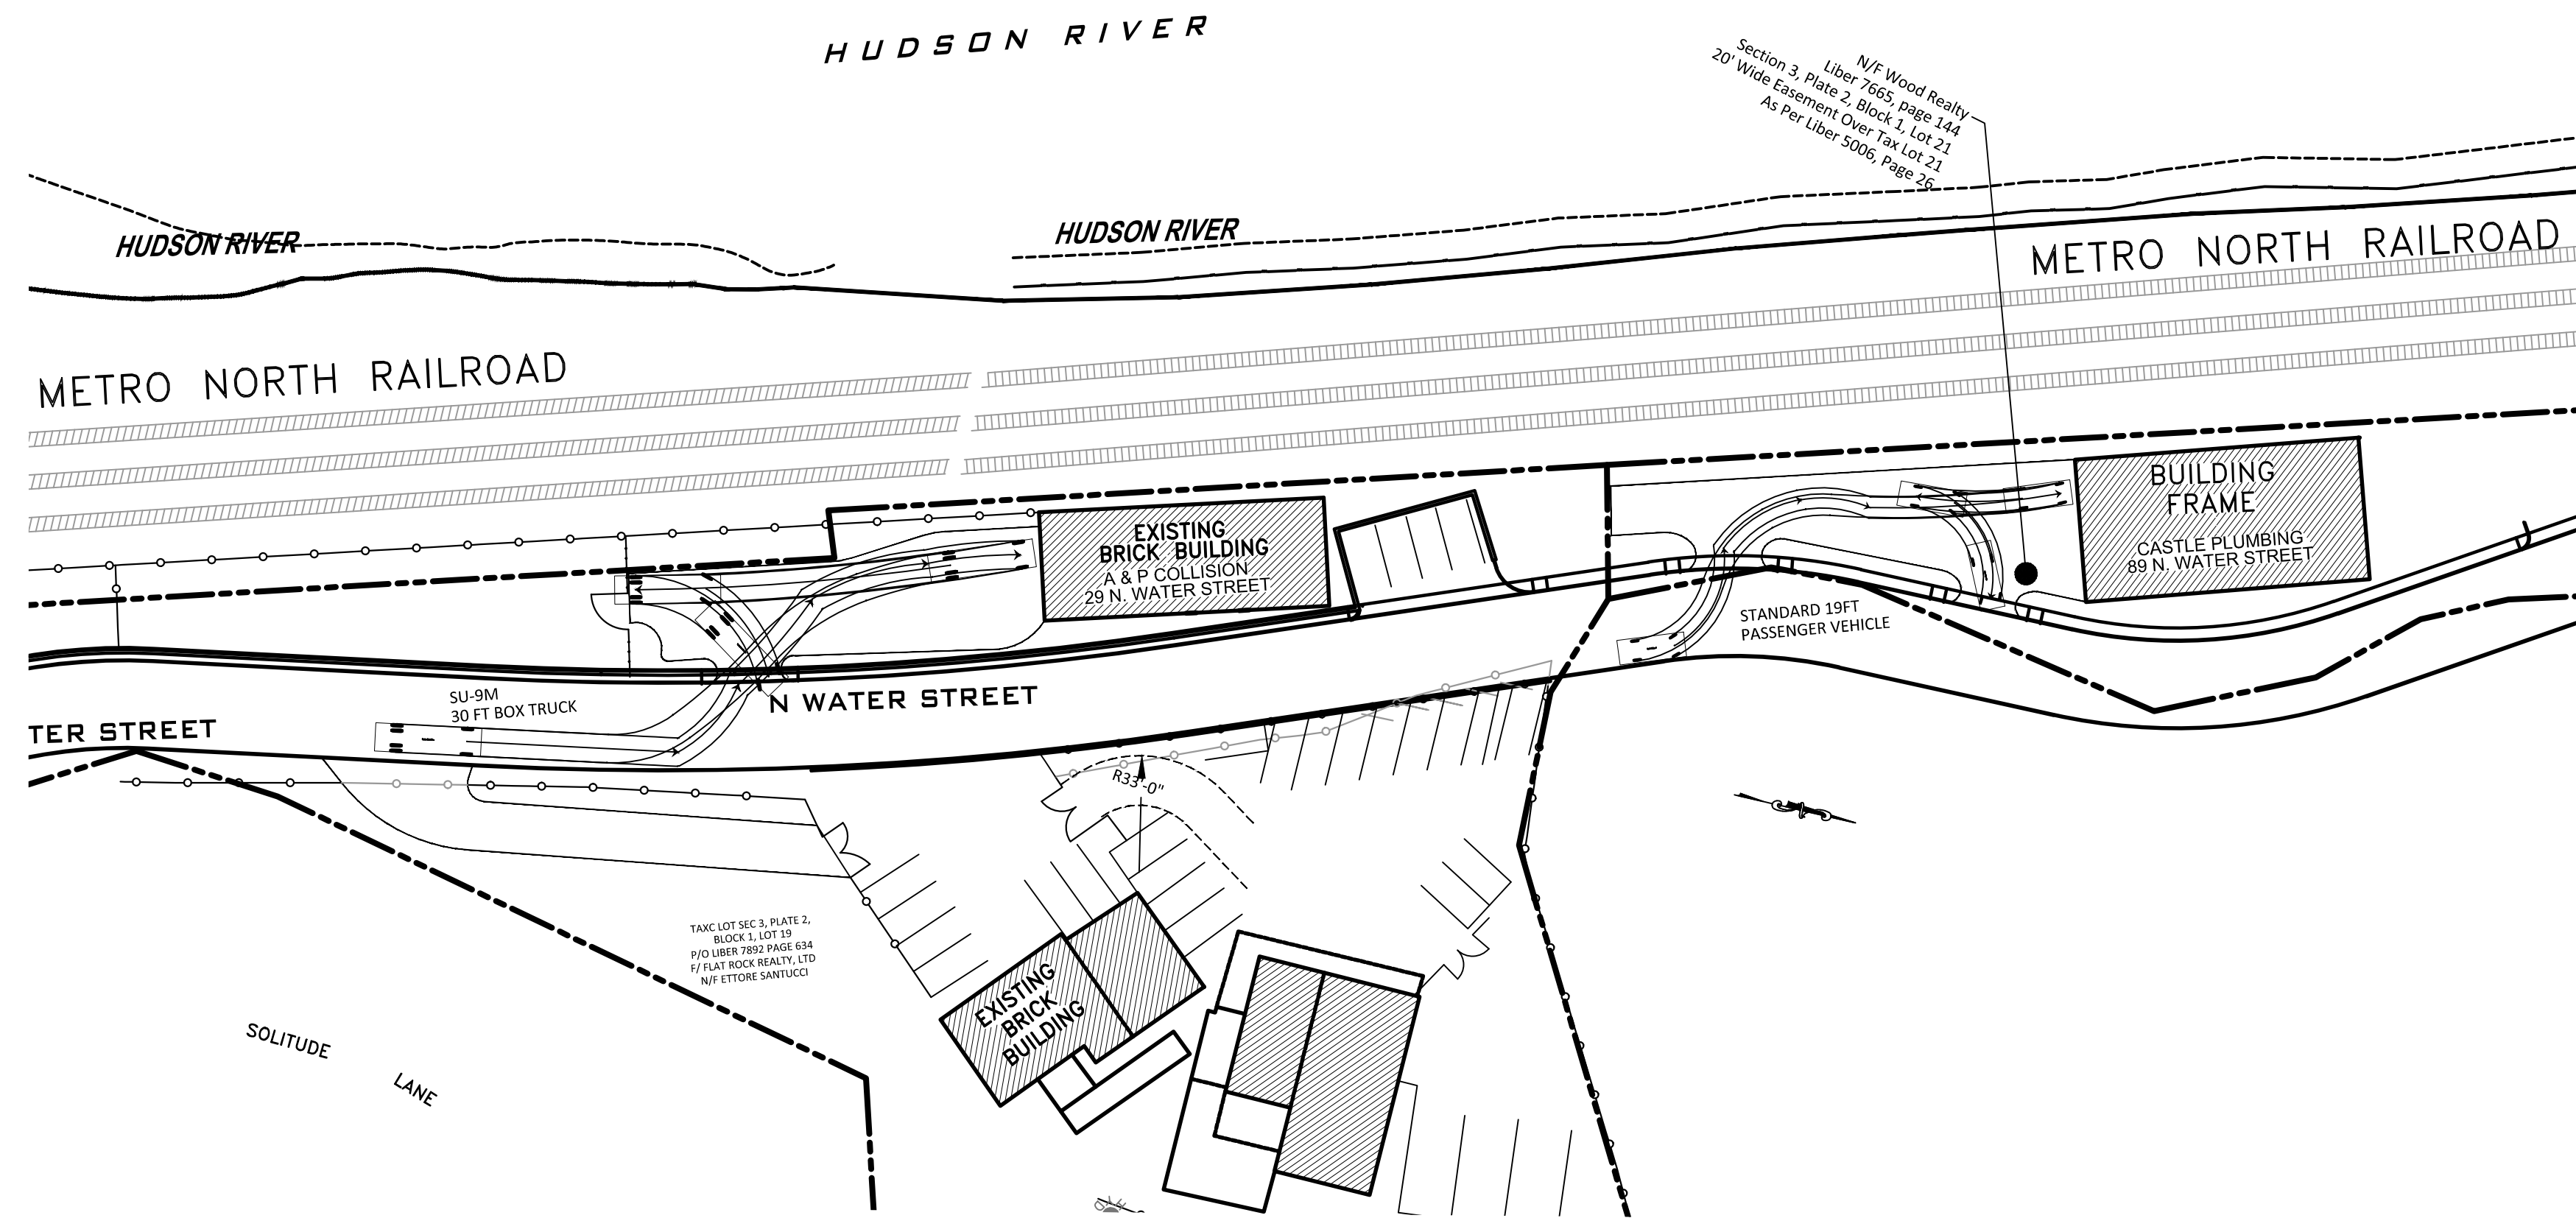 HUDSON RIVER
N/F Wood Realty
Liber 7665, page 144
Section 3, Plate 2, Block 1, Lot 21
20' Wide Easement Over Tax Lot 21
As Per Liber 5006, Page 26
HUDSON RIVER
HUDSON RIVER
METRO NORTH RAILROAD
METRO NORTH RAILROAD
EXISTING
BRICK BUILDING
A & P COLLISION
29 N. WATER STREET
BUILDING
FRAME
CASTLE PLUMBING
89 N. WATER STREET
STANDARD 19FT
PASSENGER VEHICLE
SU-9M
30 FT BOX TRUCK
N WATER STREET
TER STREET
R33'-0"
TAXC LOT SEC 3, PLATE 2,
BLOCK 1, LOT 19
P/O LIBER 7892 PAGE 634
F/ FLAT ROCK REALTY, LTD
N/F ETTORE SANTUCCI
EXISTING
BRICK
BUILDING
SOLITUDE
LANE